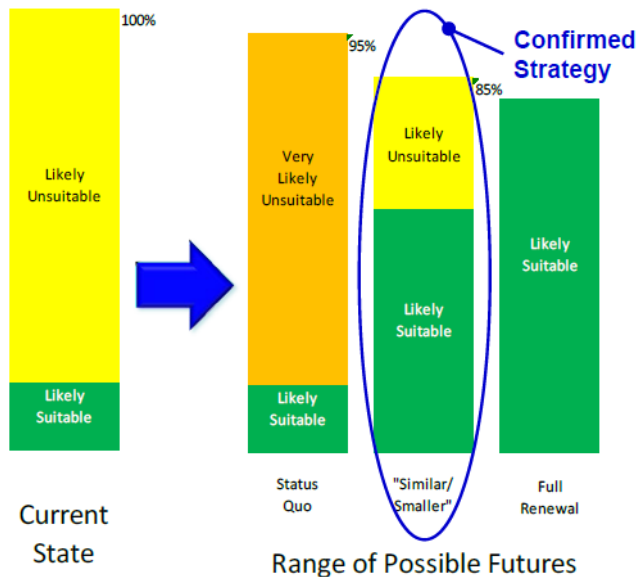 100%
Likely
Unsuitable
Likely
Suitable
Current
State
95%
Very
Likely
Unsuitable
Likely
Suitable
Status
Quo
Confirmed
Strategy
85%
Likely
Unsuitable
Likely
Suitable
"Similar/
Smaller"
Likely
Suitable
Full
Renewal
Range of Possible Futures